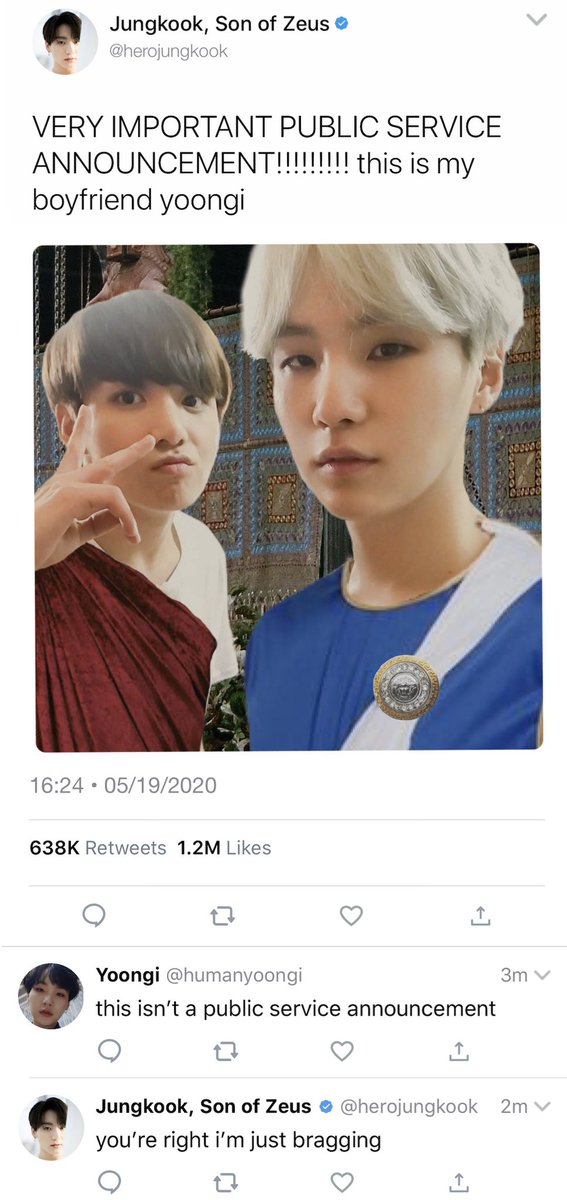 Jungkook, Son of Zeus
@herojungkook
VERY IMPORTANT PUBLIC SERVICE
ANNOUNCEMENT!!!!!!!!! this is my
boyfriend yoongi
16:24 • 05/19/2020
638K Retweets 1.2M Likes
Yoongi @humanyoongi 3m
this isn’t a public service announcement
Jungkook, Son of Zeus @herojungkook 2m
you’re right i’m just bragging